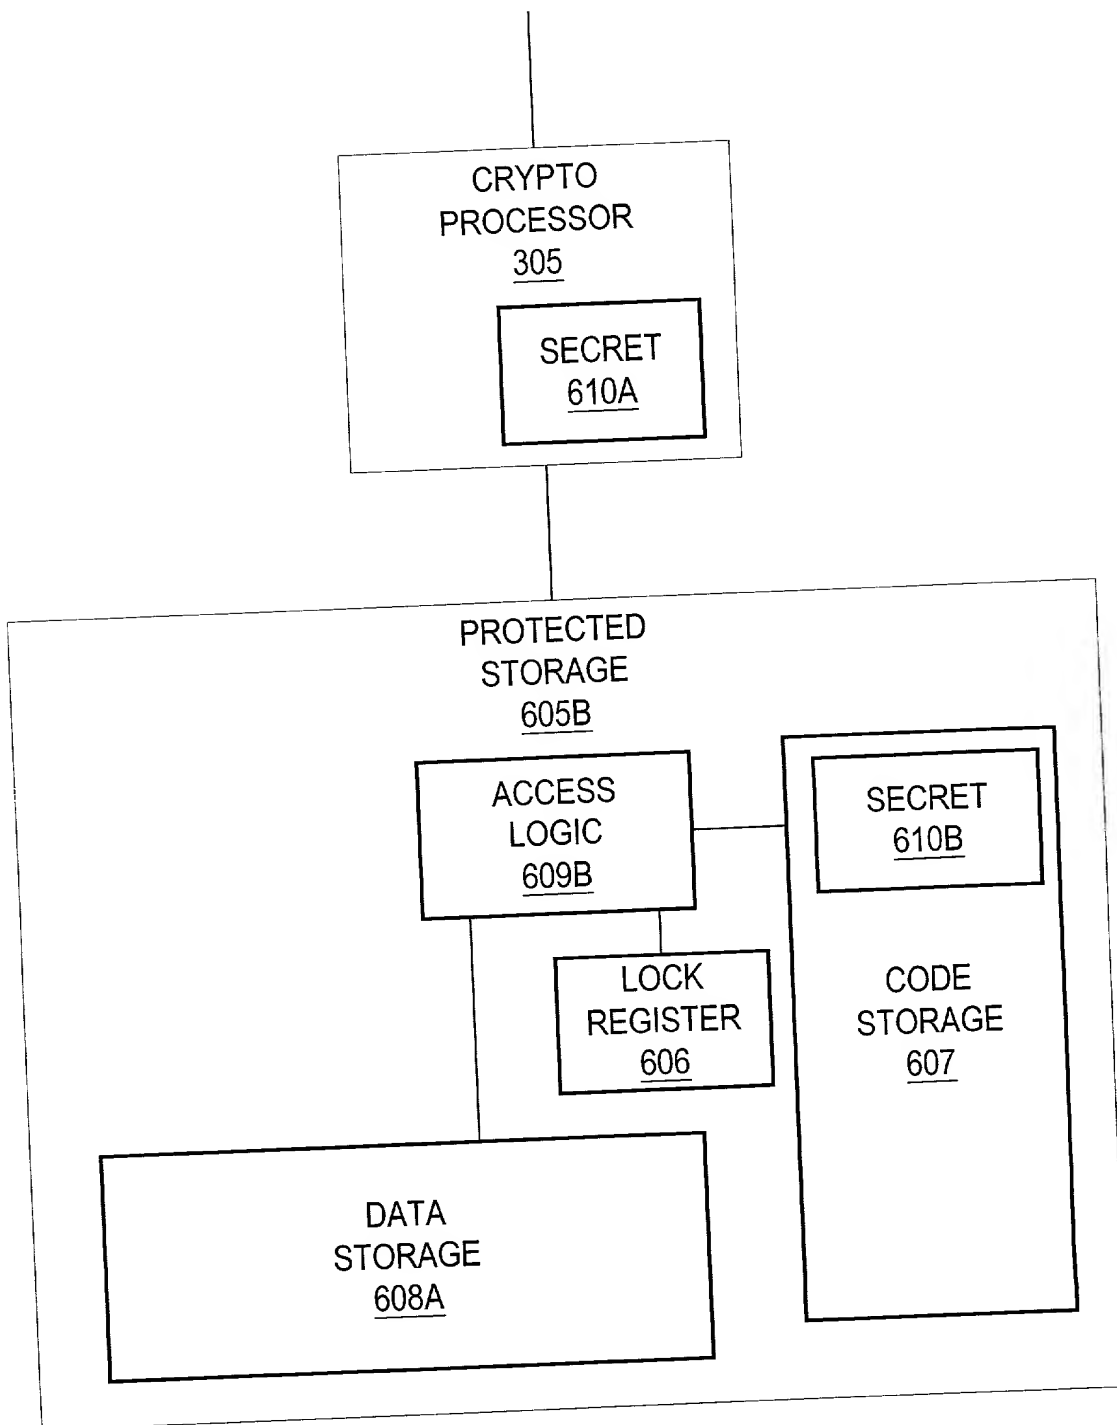 CRYPTO
PROCESSOR
305
SECRET
610A
PROTECTED
STORAGE
605B
ACCESS
LOGIC
609B
SECRET
610B
LOCK
REGISTER
606
CODE
STORAGE
607
DATA
STORAGE
608A